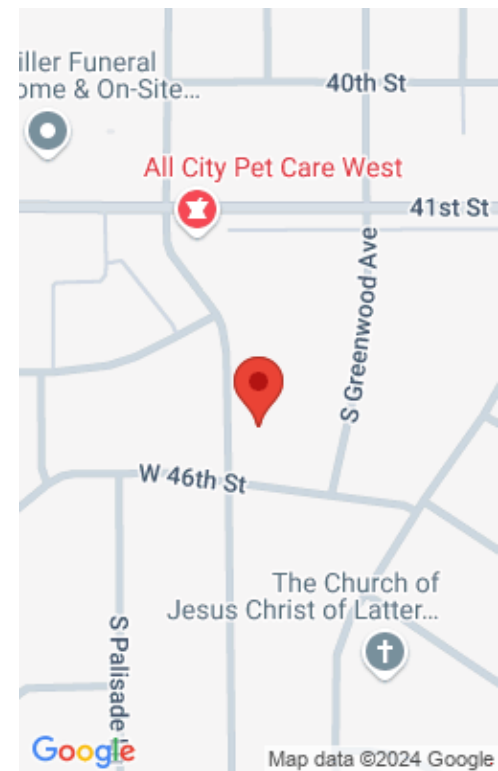 iller Funeral
ome & On-Site...
40th St
All City Pet Care West
41st St
S Greenwood Ave
W 46th St
The Church of
Jesus Christ of Latter...
S Palisade
Google
Map data ©2024 Google